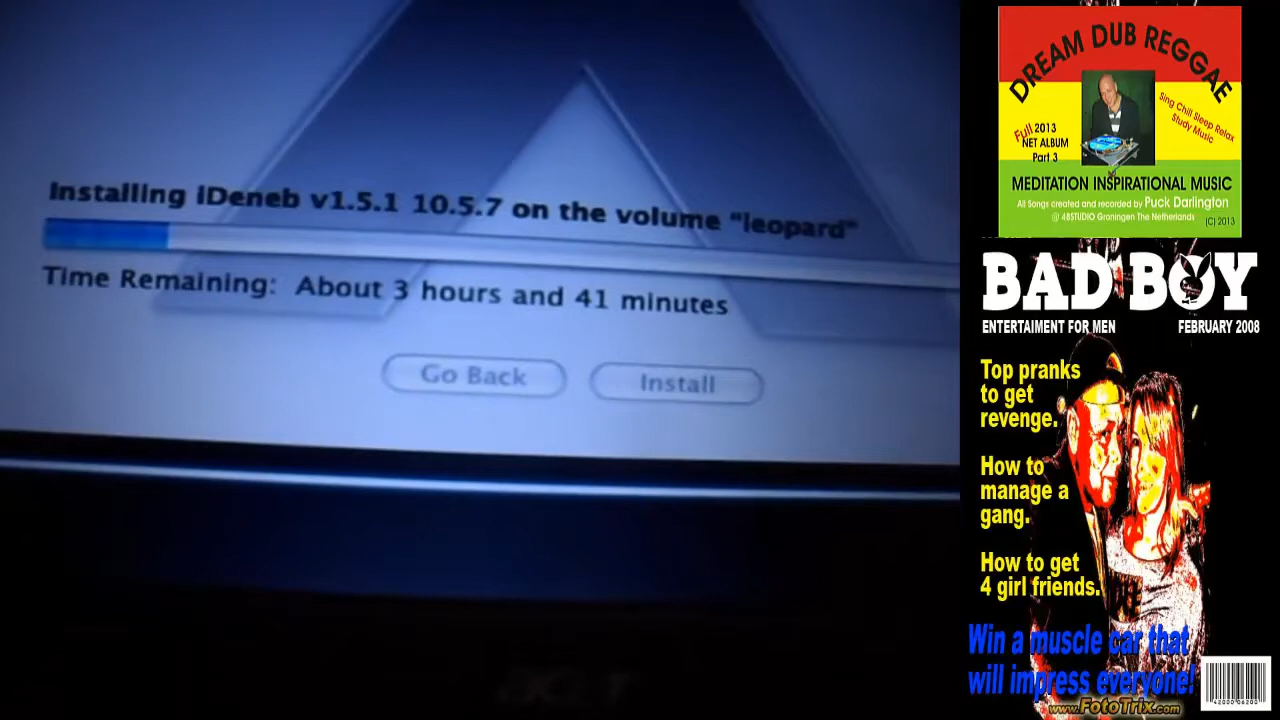 Installing iDeneb v1.5.1 10.5.7 on the volume "leopard"
Time Remaining: About 3 hours and 41 minutes
Go Back
Install
acer
DREAM DUB REGGAE
Sing Chill Sleep Relax
Study Music
Full 2013
NET ALBUM
Part 3
MEDITATION INSPIRATIONAL MUSIC
All Songs created and recorded by Puck Darlington
@ 48STUDIO Groningen The Netherlands
(C) 2013
BAD BOY
ENTERTAIMENT FOR MEN
FEBRUARY 2008
Top pranks
to get
revenge.
How to
manage a
gang.
How to get
4 girl friends.
Win a muscle car that
will impress everyone!
www.FotoTrix.com